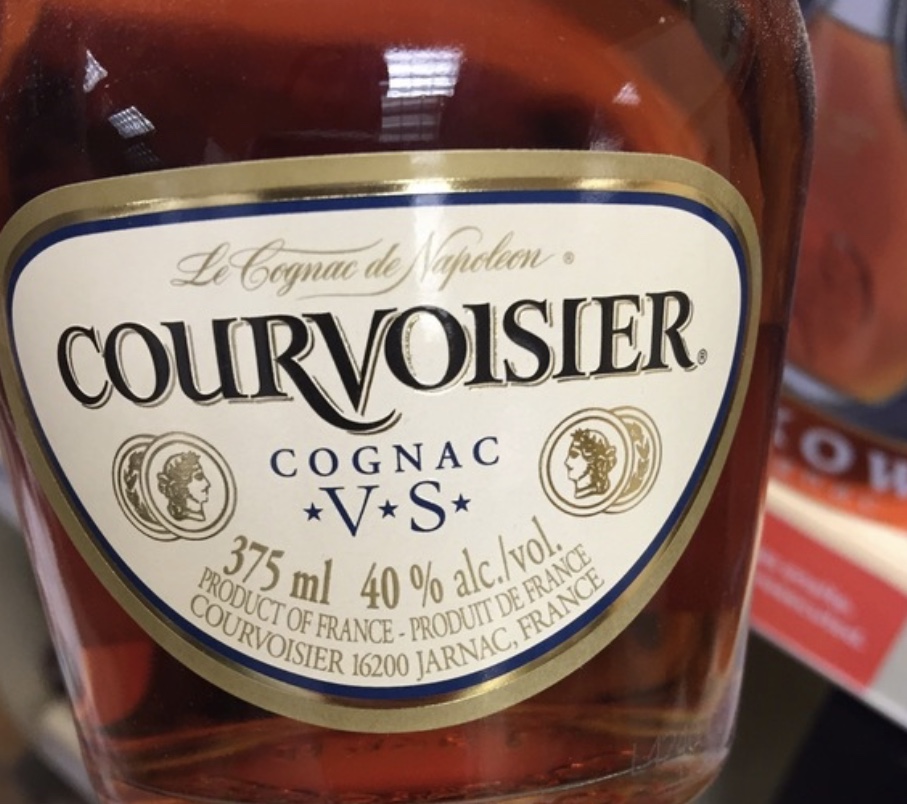 Le Cognac de Napoleon ®
COURVOISIER®
COGNAC
★V★S★
375 ml 40 % alc./vol.
PRODUCT OF FRANCE - PRODUIT DE FRANCE
COURVOISIER 16200 JARNAC, FRANCE
OW